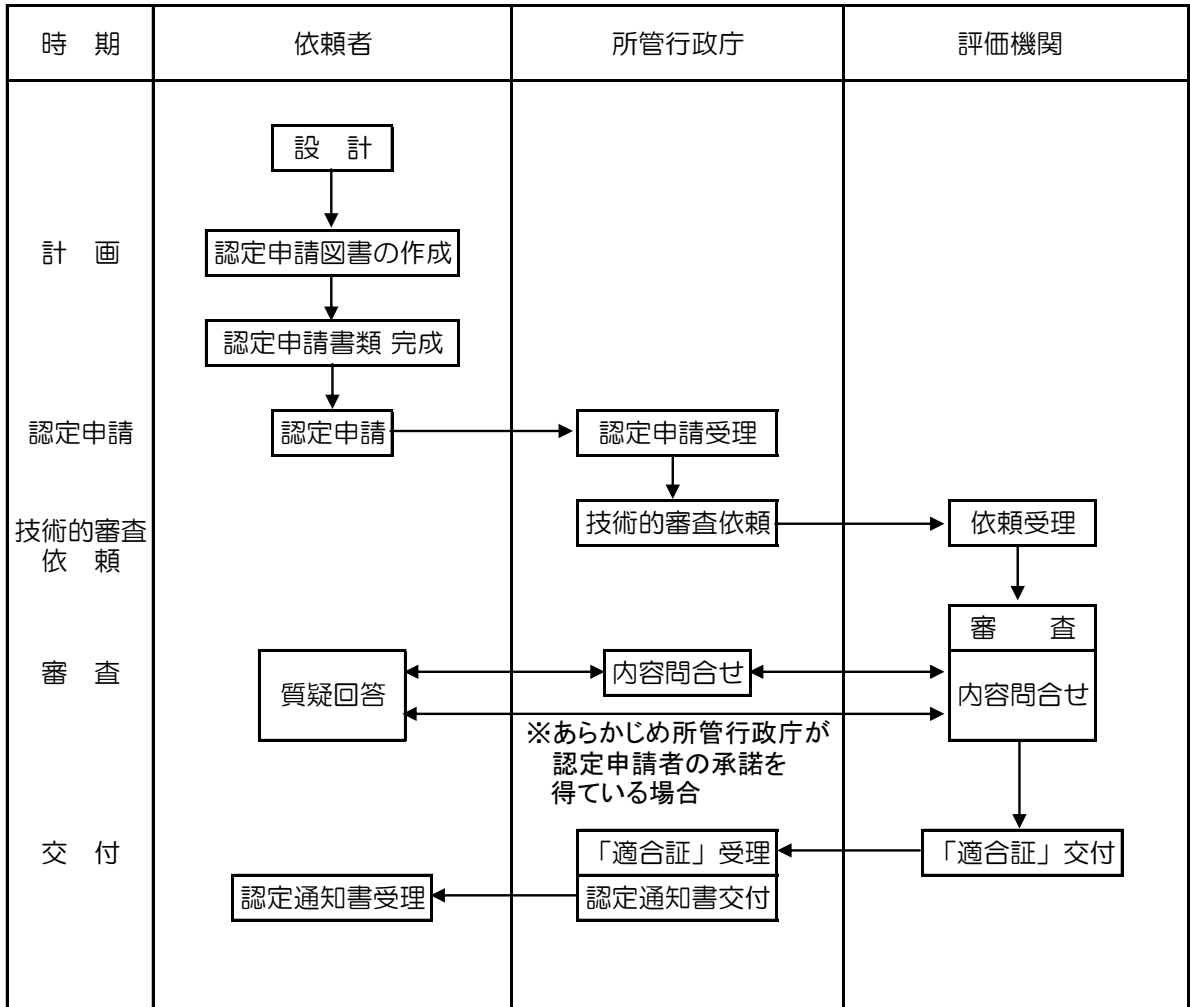 時　期
依頼者
所管行政庁
評価機関
設　計
計　画
認定申請図書の作成
認定申請書類 完成
認定申請
認定申請
認定申請受理
技術的審査
依　頼
技術的審査依頼
依頼受理
審　査
審　　査
質疑回答
内容問合せ
内容問合せ
※あらかじめ所管行政庁が
認定申請者の承諾を
得ている場合
交　付
「適合証」受理
「適合証」交付
認定通知書受理
認定通知書交付